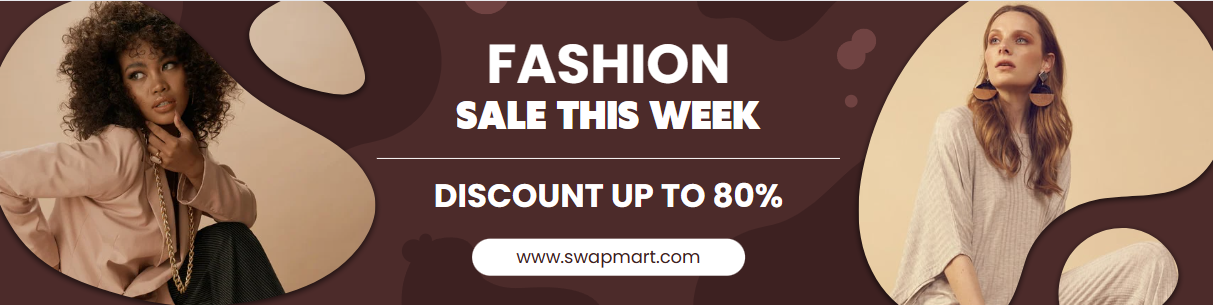 FASHION
SALE THIS WEEK
DISCOUNT UP TO 80%
www.swapmart.com